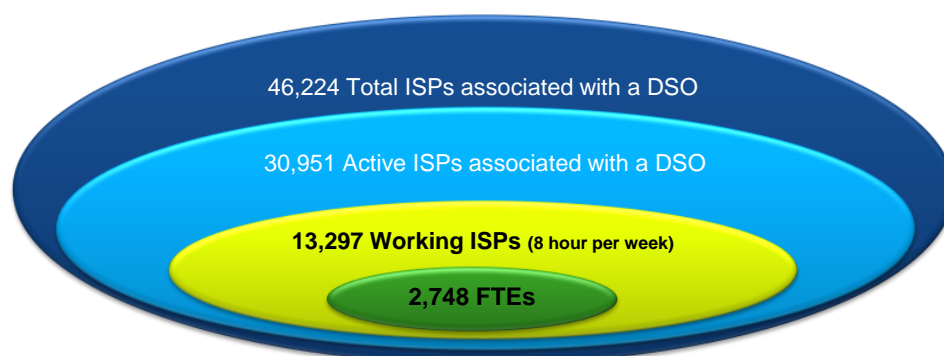 46,224 Total ISPs associated with a DSO
30,951 Active ISPs associated with a DSO
13,297 Working ISPs (8 hour per week)
2,748 FTEs